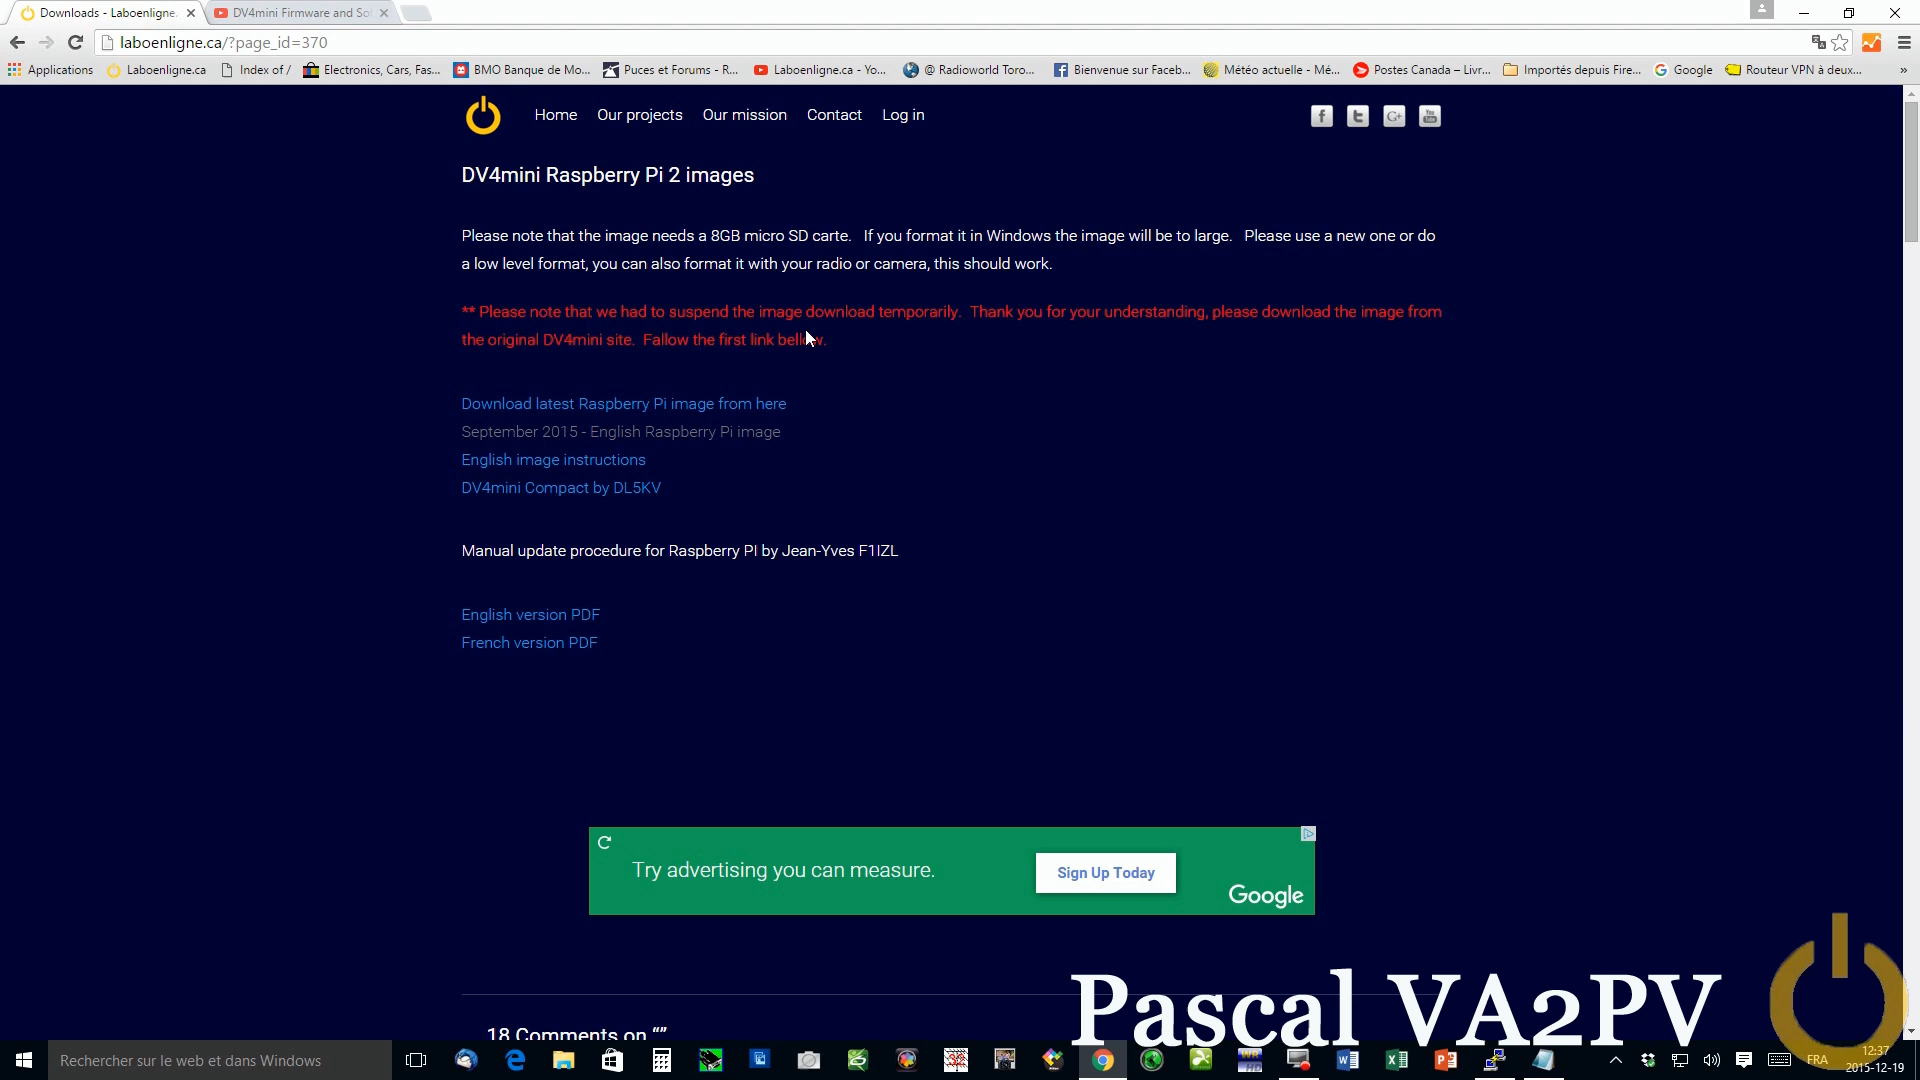 Downloads - Laboenligne.
DV4mini Firmware and So
laboenligne.ca/?page_id=370
Applications
Laboenligne.ca
Index of /
Electronics, Cars, Fas...
BMO Banque de Mo...
Puces et Forums - R...
Laboenligne.ca - Yo...
@ Radioworld Toro...
Bienvenue sur Faceb...
Météo actuelle - Mé...
Postes Canada – Livr...
Importés depuis Fire...
Google
Routeur VPN à deux...
»
Home
Our projects
Our mission
Contact
Log in
DV4mini Raspberry Pi 2 images
Please note that the image needs a 8GB micro SD carte. If you format it in Windows the image will be to large. Please use a new one or do
a low level format, you can also format it with your radio or camera, this should work.
** Please note that we had to suspend the image download temporarily. Thank you for your understanding, please download the image from
the original DV4mini site. Fallow the first link bellow.
Download latest Raspberry Pi image from here
September 2015 - English Raspberry Pi image
English image instructions
DV4mini Compact by DL5KV
Manual update procedure for Raspberry PI by Jean-Yves F1IZL
English version PDF
French version PDF
Try advertising you can measure.
Sign Up Today
Google
18 Comments on “”
Pascal VA2PV
Rechercher sur le web et dans Windows
FRA
12:37
2015-12-19